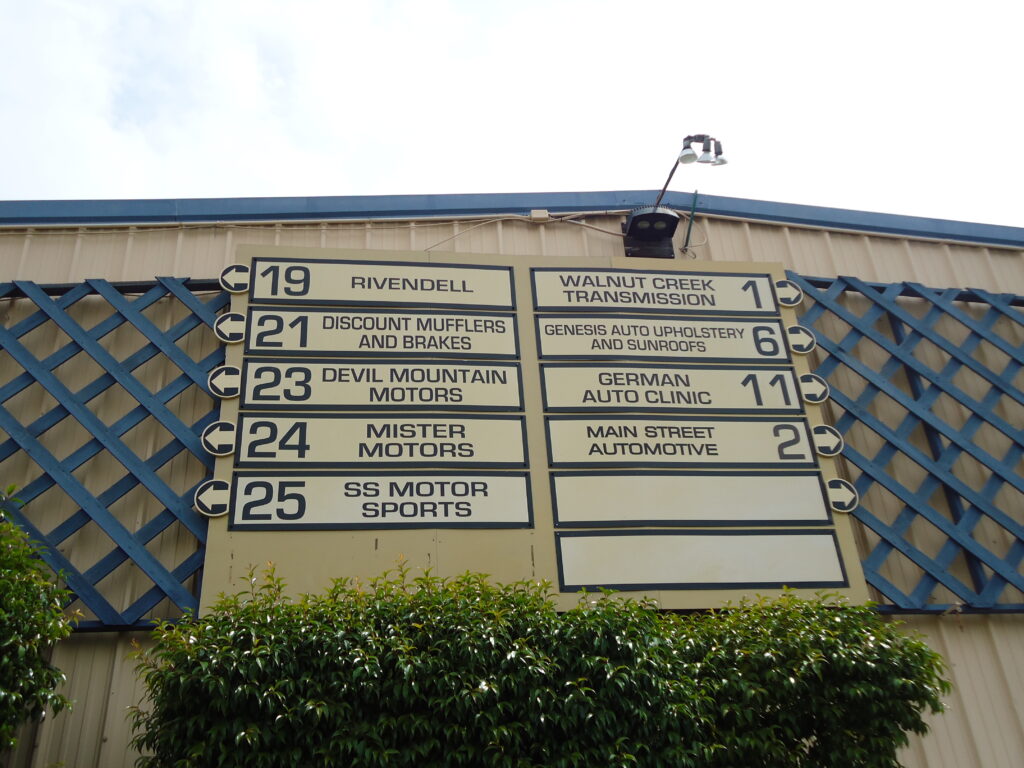 19 RIVENDELL
21 DISCOUNT MUFFLERS
AND BRAKES
23 DEVIL MOUNTAIN
MOTORS
24 MISTER
MOTORS
25 SS MOTOR
SPORTS
WALNUT CREEK
TRANSMISSION 1
GENESIS AUTO UPHOLSTERY
AND SUNROOFS 6
GERMAN
AUTO CLINIC 11
MAIN STREET
AUTOMOTIVE 2